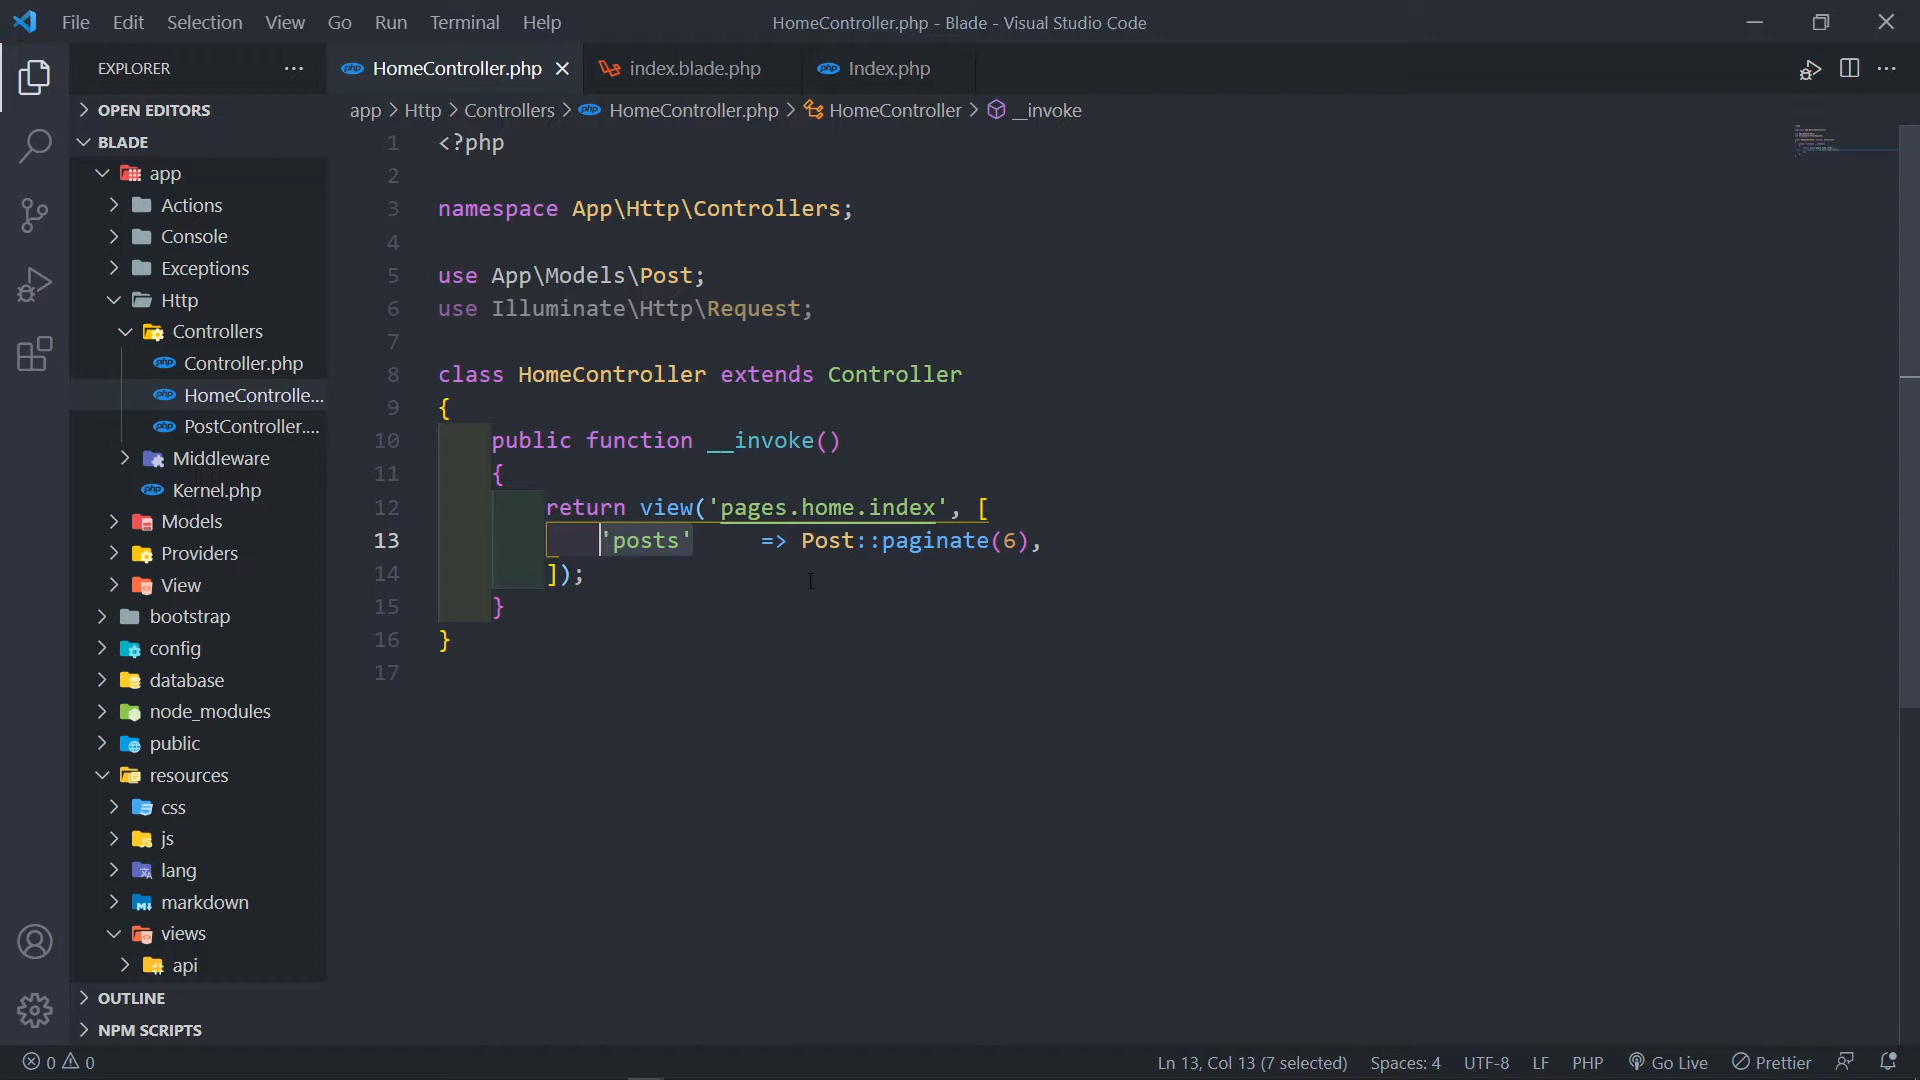 File Edit Selection View Go Run Terminal Help
HomeController.php - Blade - Visual Studio Code
EXPLORER
HomeController.php
index.blade.php
Index.php
OPEN EDITORS
BLADE
app
Actions
Console
Exceptions
Http
Controllers
Controller.php
HomeControlle...
PostController....
Middleware
Kernel.php
Models
Providers
View
bootstrap
config
database
node_modules
public
resources
css
js
lang
markdown
views
api
OUTLINE
NPM SCRIPTS
app > Http > Controllers > HomeController.php > HomeController > __invoke
1 <?php
2
3 namespace App\Http\Controllers;
4
5 use App\Models\Post;
6 use Illuminate\Http\Request;
7
8 class HomeController extends Controller
9 {
10 public function __invoke()
11 {
12 return view('pages.home.index', [
13 'posts' => Post::paginate(6),
14 ]);
15 }
16 }
17
0 0
Ln 13, Col 13 (7 selected) Spaces: 4 UTF-8 LF PHP Go Live Prettier